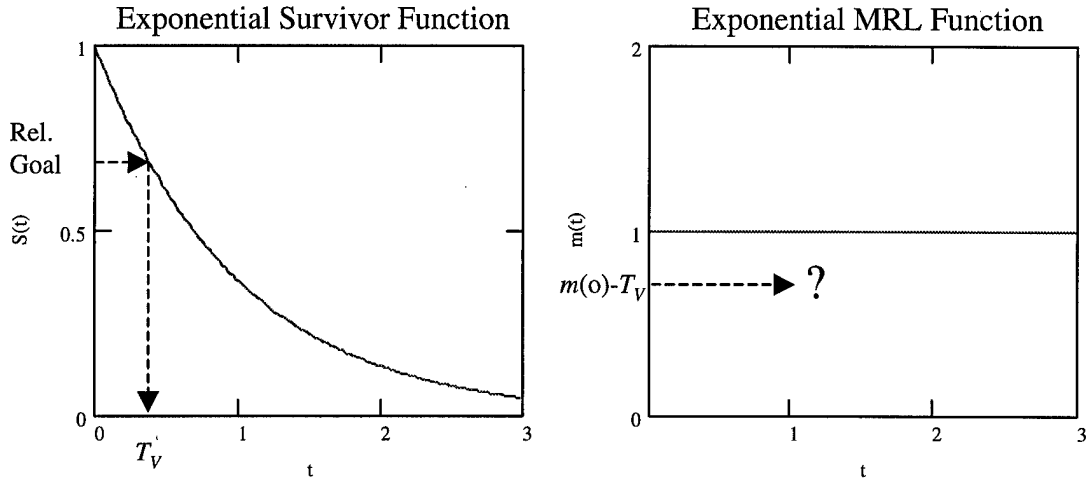 Exponential Survivor Function
1
Rel.
Goal
S(t)
0.5
0
0
1
2
3
T_V
t
Exponential MRL Function
2
m(t)
1
m(o)-T_V
?
0
1
2
3
t